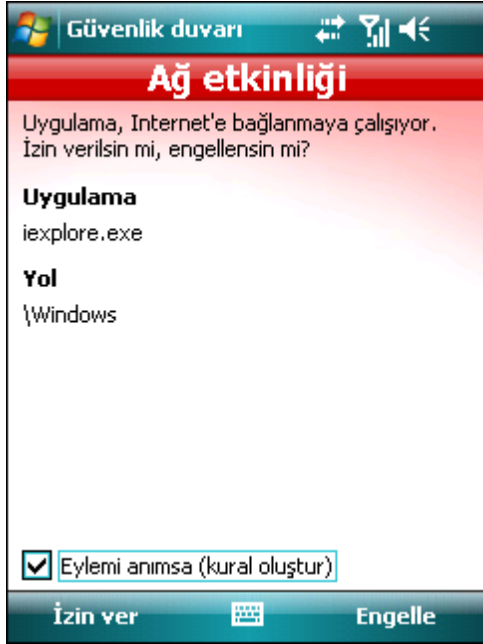 Güvenlik duvarı
Ağ etkinliği
Uygulama, Internet'e bağlanmaya çalışıyor.
İzin verilsin mi, engellensin mi?
Uygulama
iexplore.exe
Yol
\Windows
Eylemi anımsa (kural oluştur)
İzin ver
Engelle